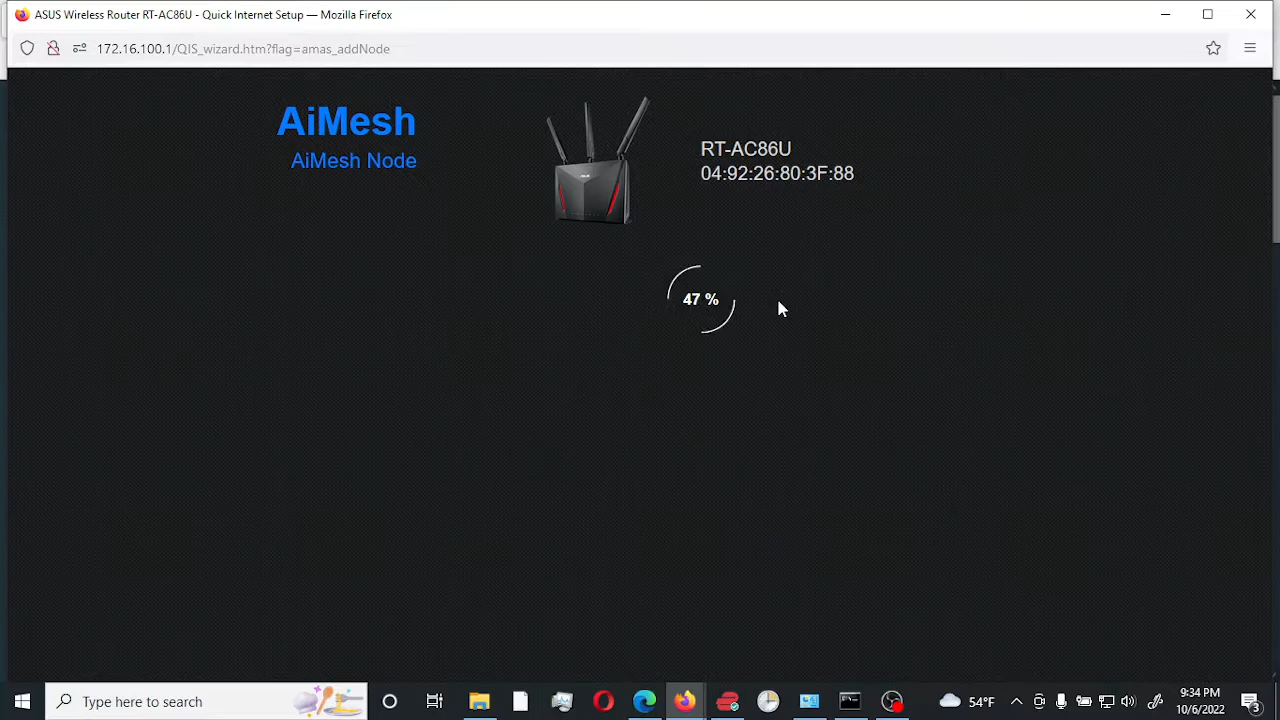 ASUS Wireless Router RT-AC86U - Quick Internet Setup — Mozilla Firefox
172.16.100.1/QIS_wizard.htm?flag=amas_addNode
AiMesh
AiMesh Node
RT-AC86U
04:92:26:80:3F:88
47 %
Type here to search
54°F
9:34 PM
10/6/2022
3